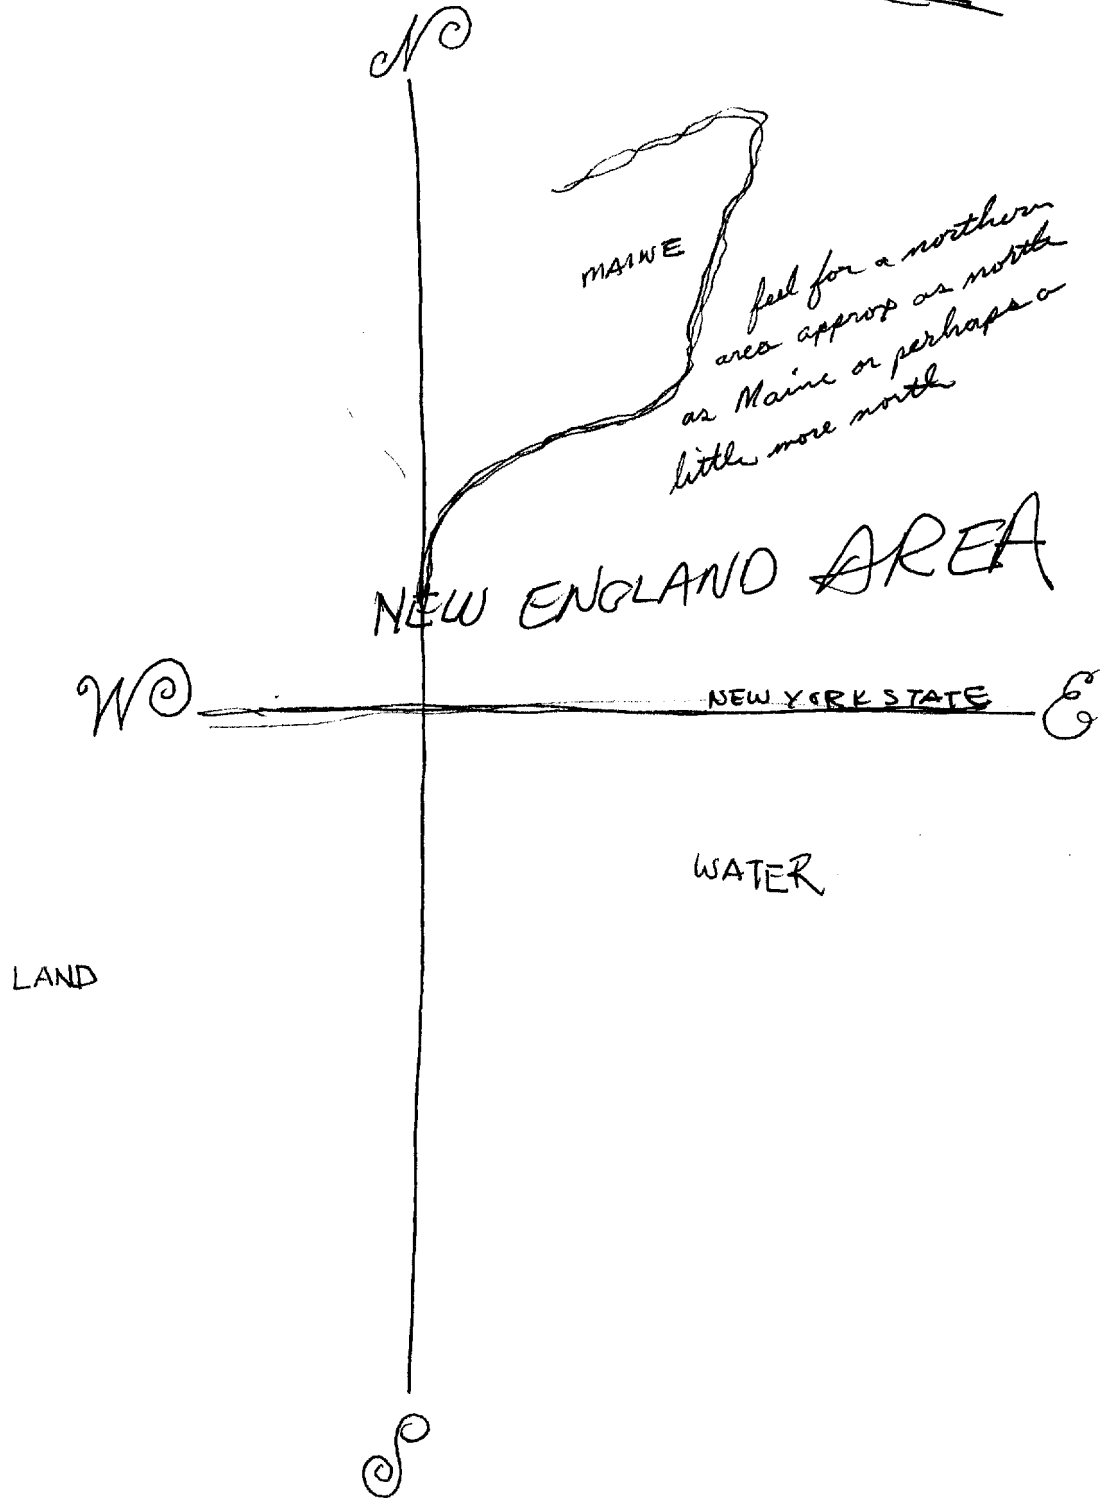 N
MAINE
feel for a northern
area approx as north
as Maine or perhaps a
little more north
NEW ENGLAND AREA
W
NEW YORK STATE
E
WATER
LAND
S